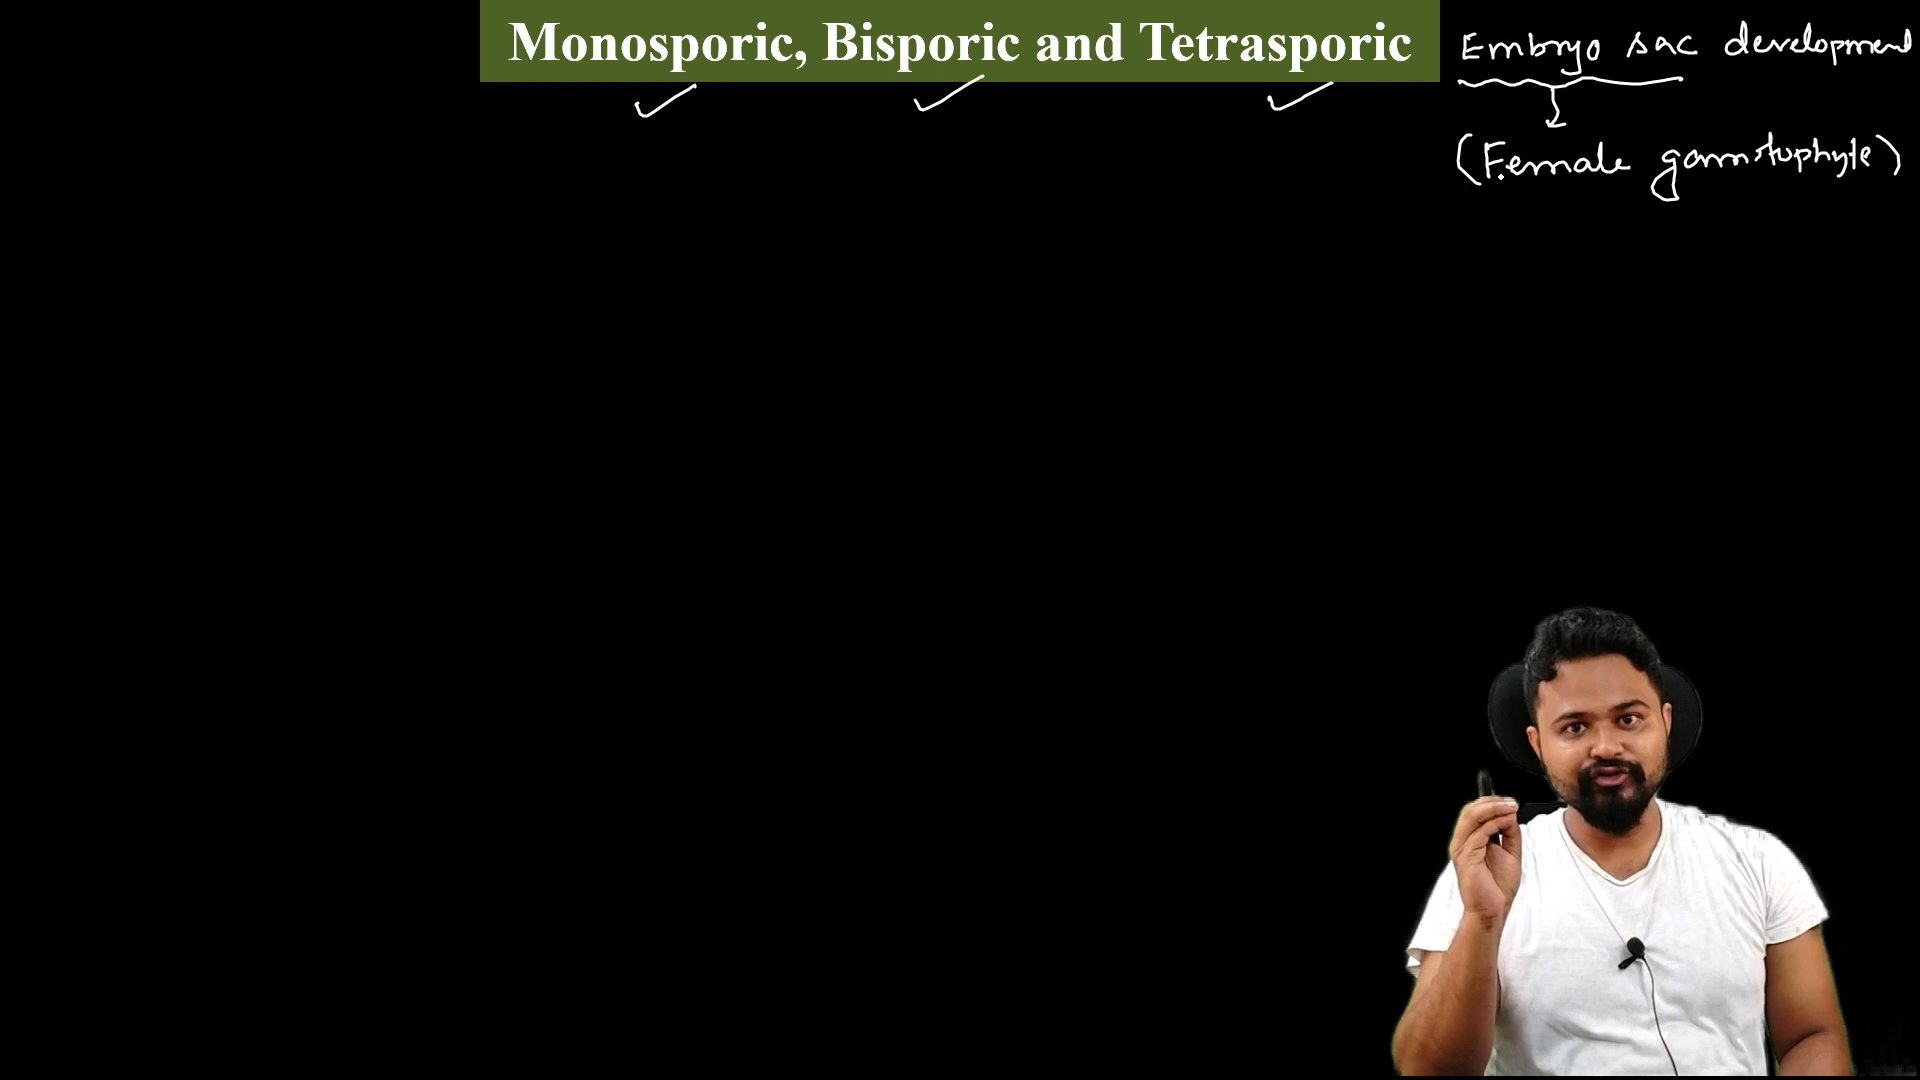 Monosporic, Bisporic and Tetrasporic
Embryo sac development
(Female gametophyte)